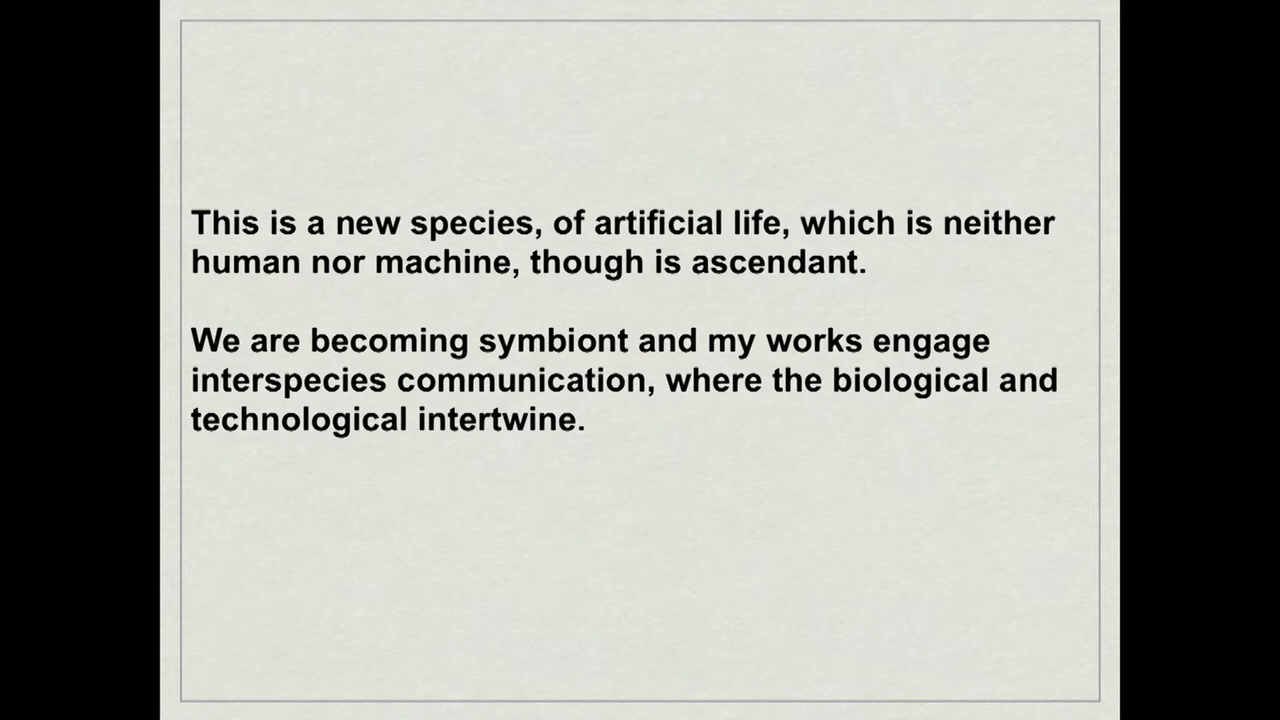 This is a new species, of artificial life, which is neither
human nor machine, though is ascendant.
We are becoming symbiont and my works engage
interspecies communication, where the biological and
technological intertwine.